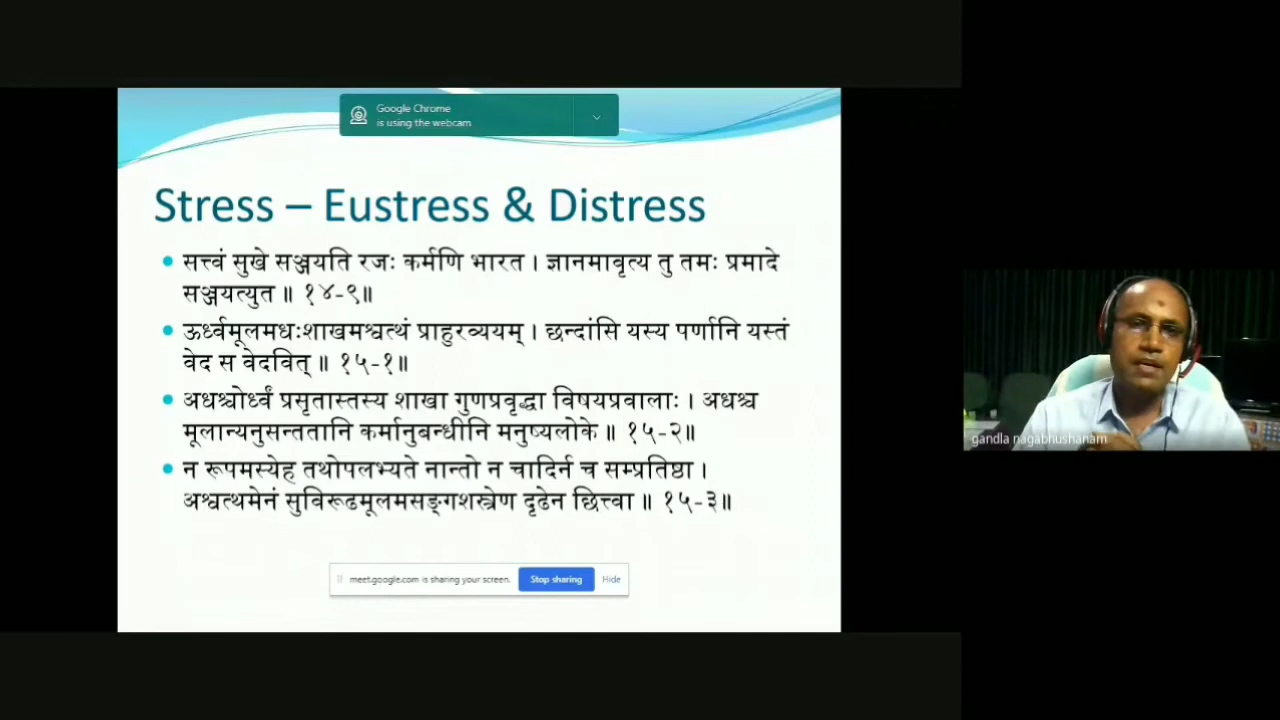 Google Chrome
is using the webcam
Stress – Eustress & Distress
• सत्त्वं सुखे सञ्जयति रजः कर्मणि भारत । ज्ञानमावृत्य तु तमः प्रमादे
सञ्जयत्युत ॥ १४-९॥
• ऊर्ध्वमूलमधःशाखमश्वत्थं प्राहुरव्ययम् । छन्दांसि यस्य पर्णानि यस्तं
वेद स वेदवित् ॥ १५-१॥
• अधश्चोर्ध्वं प्रसृतास्तस्य शाखा गुणप्रवृद्धा विषयप्रवालाः । अधश्च
मूलान्यनुसन्ततानि कर्मानुबन्धीनि मनुष्यलोके ॥ १५-२॥
• न रूपमस्येह तथोपलभ्यते नान्तो न चादिर्न च सम्प्रतिष्ठा ।
अश्वत्थमेनं सुविरूढमूलमसङ्गशस्त्रेण दृढेन छित्त्वा ॥ १५-३॥
gandla nagabhushanam
meet.google.com is sharing your screen. Stop sharing Hide